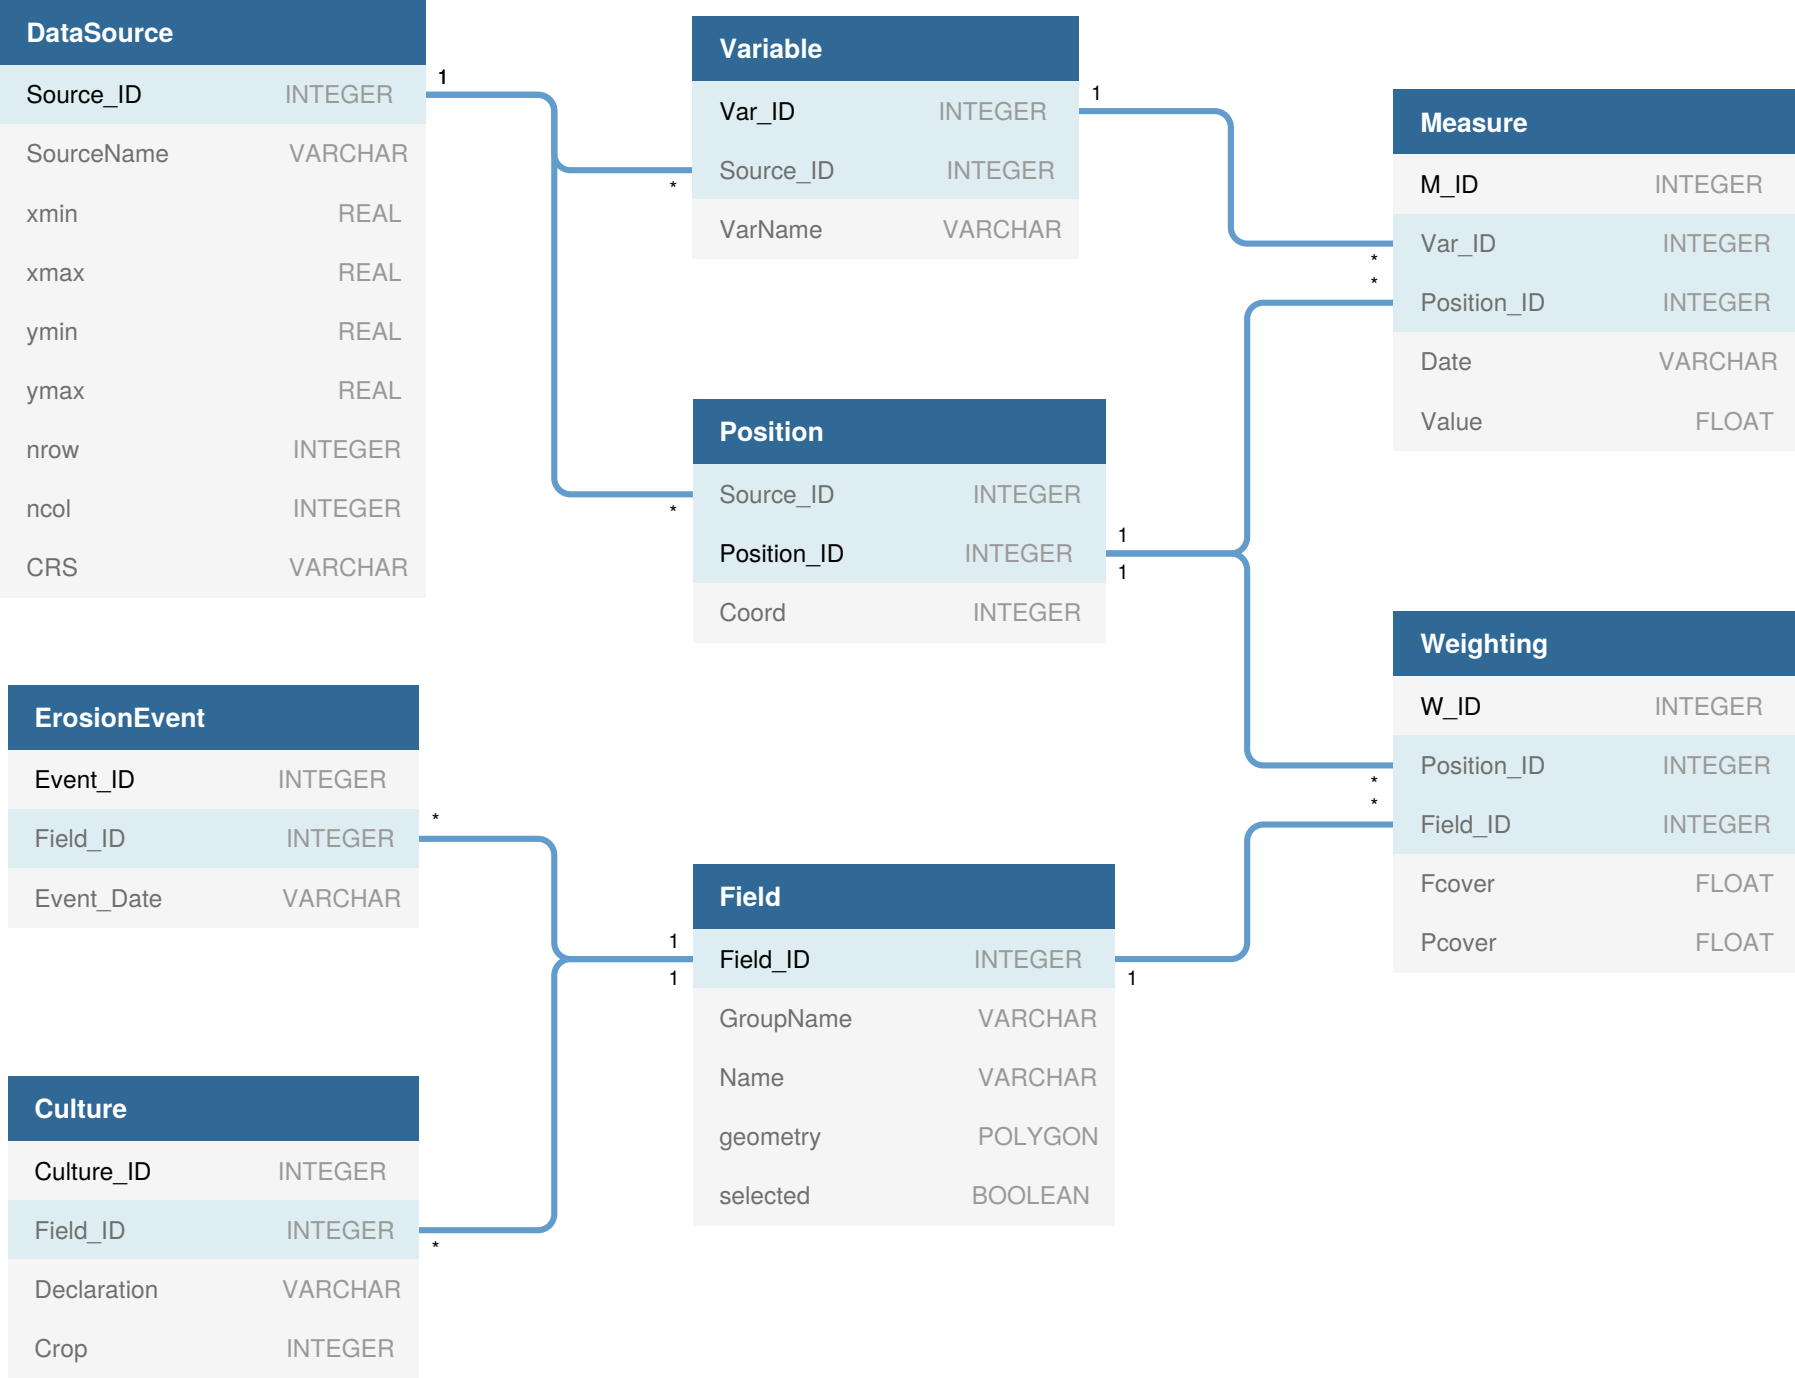 DataSource
Source_ID INTEGER
SourceName VARCHAR
xmin REAL
xmax REAL
ymin REAL
ymax REAL
nrow INTEGER
ncol INTEGER
CRS VARCHAR
1
*
*
Variable
Var_ID INTEGER
Source_ID INTEGER
VarName VARCHAR
1
*
*
Measure
M_ID INTEGER
Var_ID INTEGER
Position_ID INTEGER
Date VARCHAR
Value FLOAT
Position
Source_ID INTEGER
Position_ID INTEGER
Coord INTEGER
1
1
*
*
Weighting
W_ID INTEGER
Position_ID INTEGER
Field_ID INTEGER
Fcover FLOAT
Pcover FLOAT
ErosionEvent
Event_ID INTEGER
Field_ID INTEGER
Event_Date VARCHAR
*
1
1
Field
Field_ID INTEGER
GroupName VARCHAR
Name VARCHAR
geometry POLYGON
selected BOOLEAN
1
Culture
Culture_ID INTEGER
Field_ID INTEGER
Declaration VARCHAR
Crop INTEGER
*